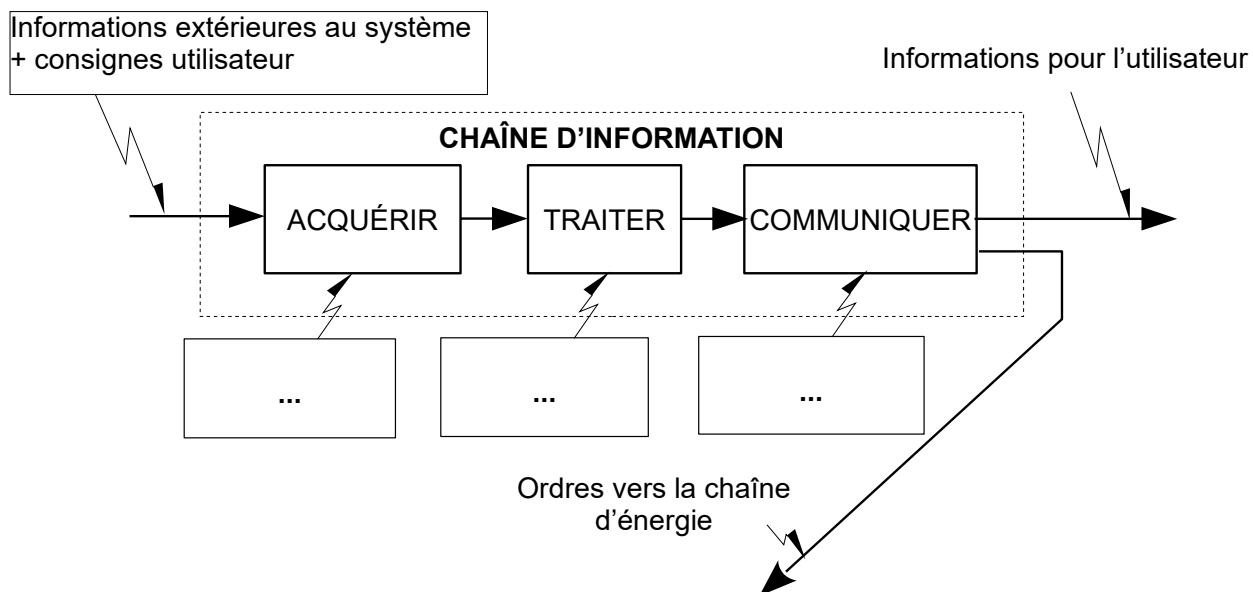 Informations extérieures au système
+ consignes utilisateur
Informations pour l’utilisateur
CHAÎNE D’INFORMATION
ACQUÉRIR
TRAITER
COMMUNIQUER
...
...
...
Ordres vers la chaîne
d’énergie